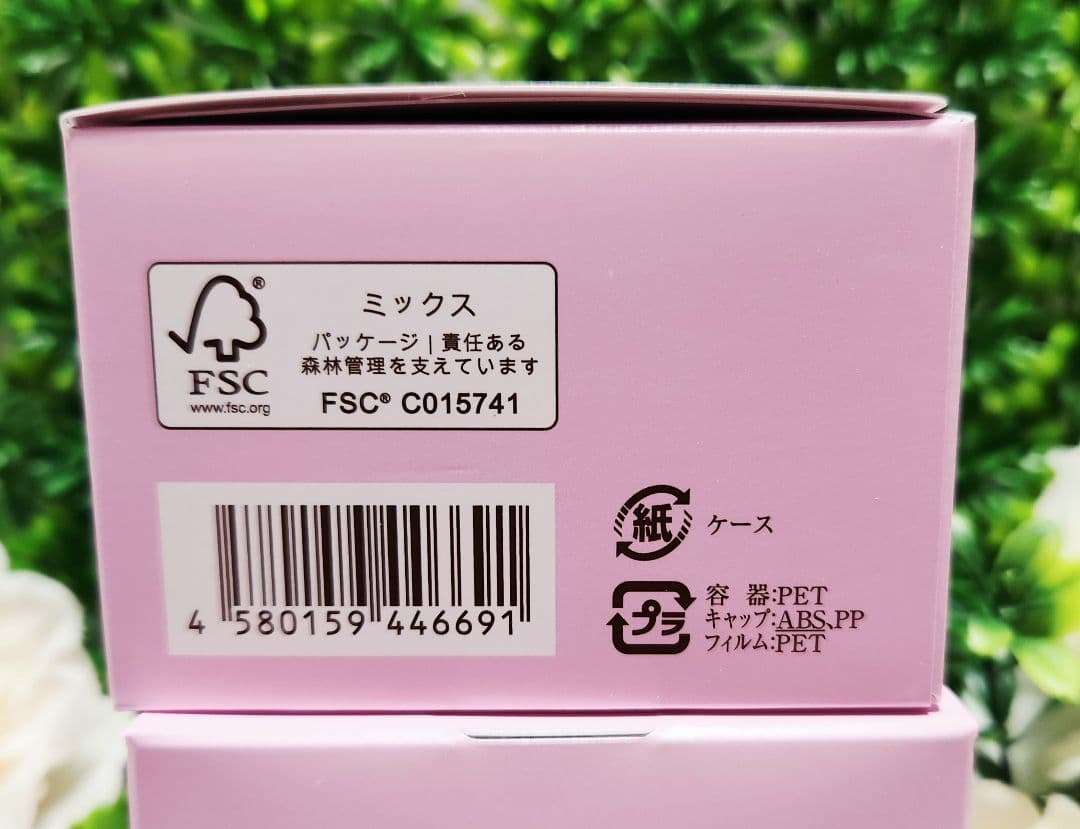 ®
FSC
www.fsc.org
ミックス
パッケージ | 責任ある
森林管理を支えています
FSC® C015741
4 580159 446691
紙 ケース
プラ
容 器:PET
キャップ:ABS、PP
フィルム:PET